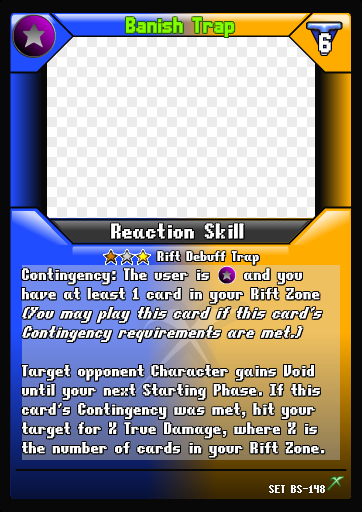 Banish Trap
6
Reaction Skill
Rift Debuff Trap
Contingency: The user is and you
have at least 1 card in your Rift Zone
(You may play this card if this card's
Contingency requirements are met.)
Target opponent Character gains Void
until your next Starting Phase. If this
card's Contingency was met, hit your
target for X True Damage, where X is
the number of cards in your Rift Zone.
SET BS-148